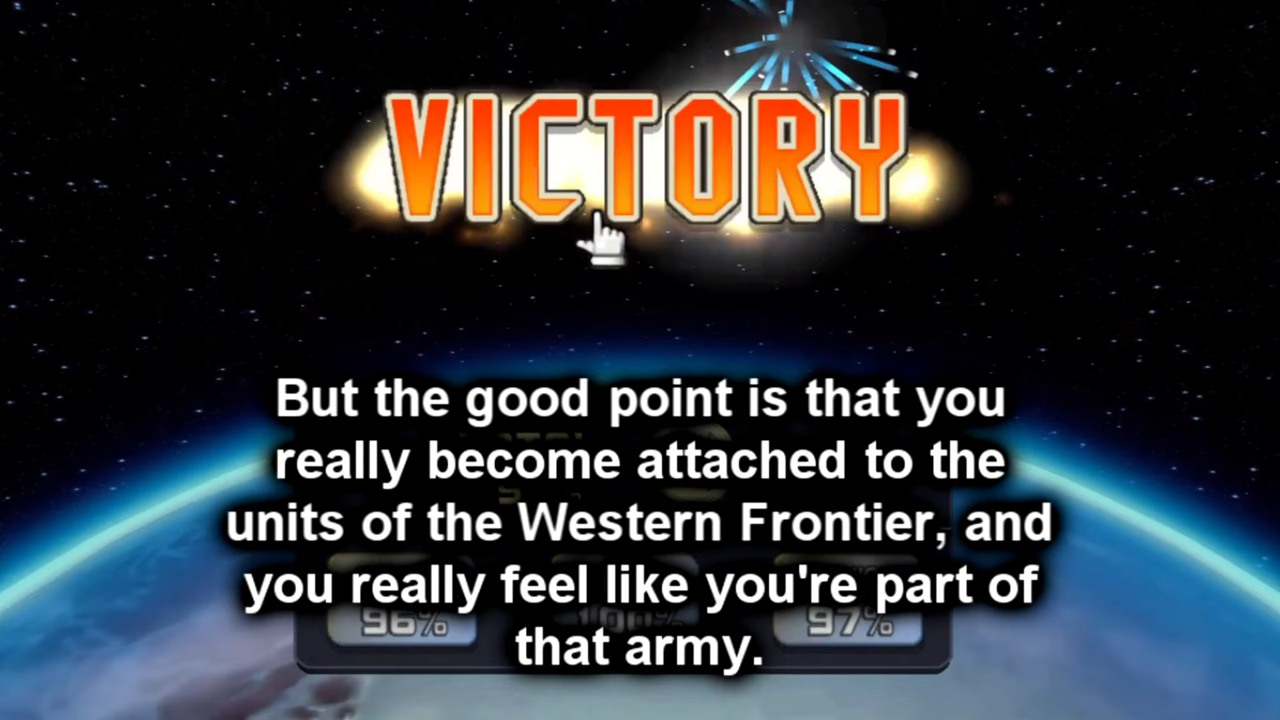 VICTORY
But the good point is that you
really become attached to the
units of the Western Frontier, and
you really feel like you're part of
96% 100% 97%
that army.